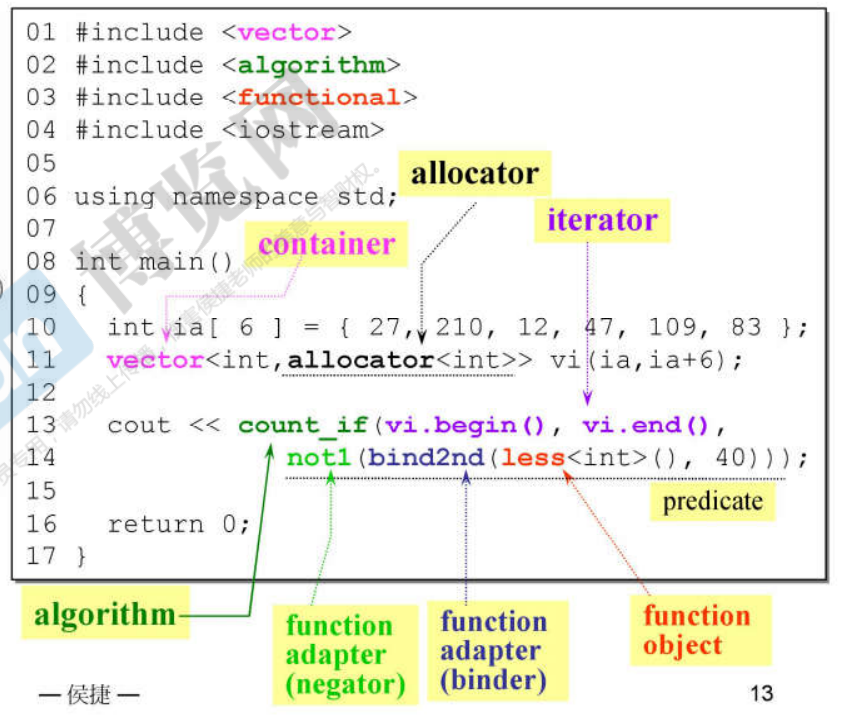 01 #include <vector>
02 #include <algorithm>
03 #include <functional>
04 #include <iostream>
05
allocator
06 using namespace std;
iterator
07
container
08 int main()
09 {
10 int ia[ 6 ] = { 27, 210, 12, 47, 109, 83 };
11 vector<int,allocator<int>> vi(ia,ia+6);
12
13 cout << count_if(vi.begin(), vi.end(),
14 not1(bind2nd(less<int>(), 40)));
15
predicate
16 return 0;
17 }
algorithm
function
adapter
(negator)
function
adapter
(binder)
function
object
— 侯捷 —
13
博览网